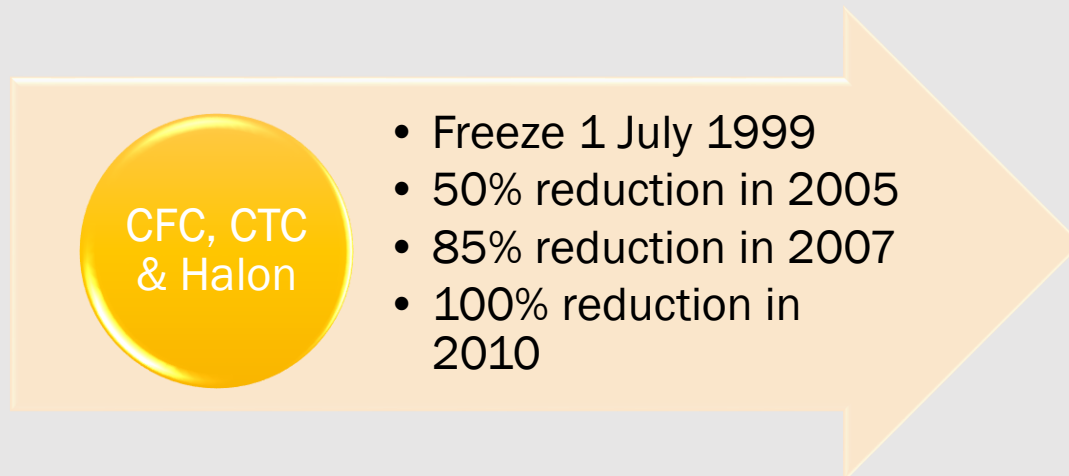 CFC, CTC
& Halon
• Freeze 1 July 1999
• 50% reduction in 2005
• 85% reduction in 2007
• 100% reduction in
2010